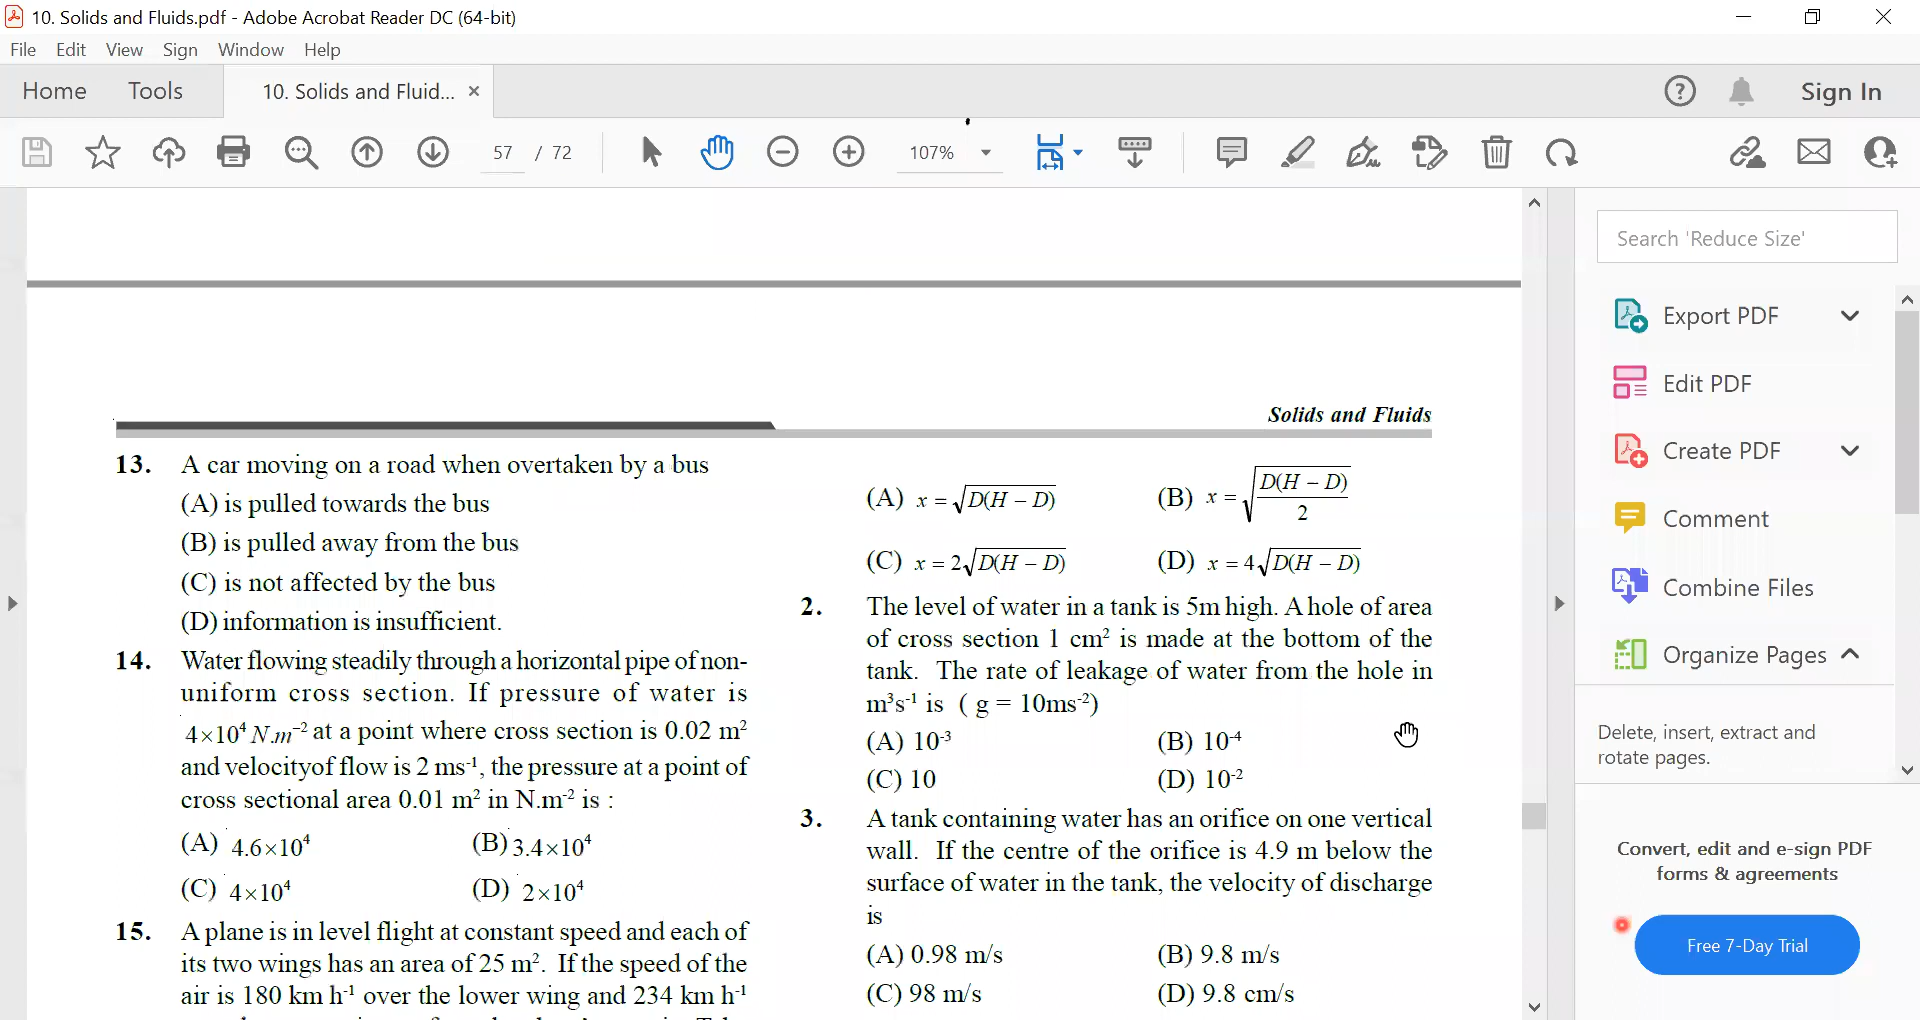 10. Solids and Fluids.pdf - Adobe Acrobat Reader DC (64-bit)
File Edit View Sign Window Help
Home Tools 10. Solids and Fluid... × Sign In
57 / 72 107%
Solids and Fluids
13. A car moving on a road when overtaken by a bus
(A) is pulled towards the bus
(B) is pulled away from the bus
(C) is not affected by the bus
(D) information is insufficient.
14. Water flowing steadily through a horizontal pipe of non-
uniform cross section. If pressure of water is
4×10⁴ N.m⁻² at a point where cross section is 0.02 m²
and velocityof flow is 2 ms⁻¹, the pressure at a point of
cross sectional area 0.01 m² in N.m⁻² is :
(A) 4.6×10⁴ (B) 3.4×10⁴
(C) 4×10⁴ (D) 2×10⁴
15. A plane is in level flight at constant speed and each of
its two wings has an area of 25 m². If the speed of the
air is 180 km h⁻¹ over the lower wing and 234 km h⁻¹
(A) x = √D(H – D) (B) x = √D(H – D)/2
(C) x = 2√D(H – D) (D) x = 4√D(H – D)
2. The level of water in a tank is 5m high. A hole of area
of cross section 1 cm² is made at the bottom of the
tank. The rate of leakage of water from the hole in
m³s⁻¹ is ( g = 10ms⁻²)
(A) 10⁻³ (B) 10⁻⁴
(C) 10 (D) 10⁻²
3. A tank containing water has an orifice on one vertical
wall. If the centre of the orifice is 4.9 m below the
surface of water in the tank, the velocity of discharge
is
(A) 0.98 m/s (B) 9.8 m/s
(C) 98 m/s (D) 9.8 cm/s
Search 'Reduce Size'
Export PDF
Edit PDF
Create PDF
Comment
Combine Files
Organize Pages
Delete, insert, extract and
rotate pages.
Convert, edit and e-sign PDF
forms & agreements
Free 7-Day Trial